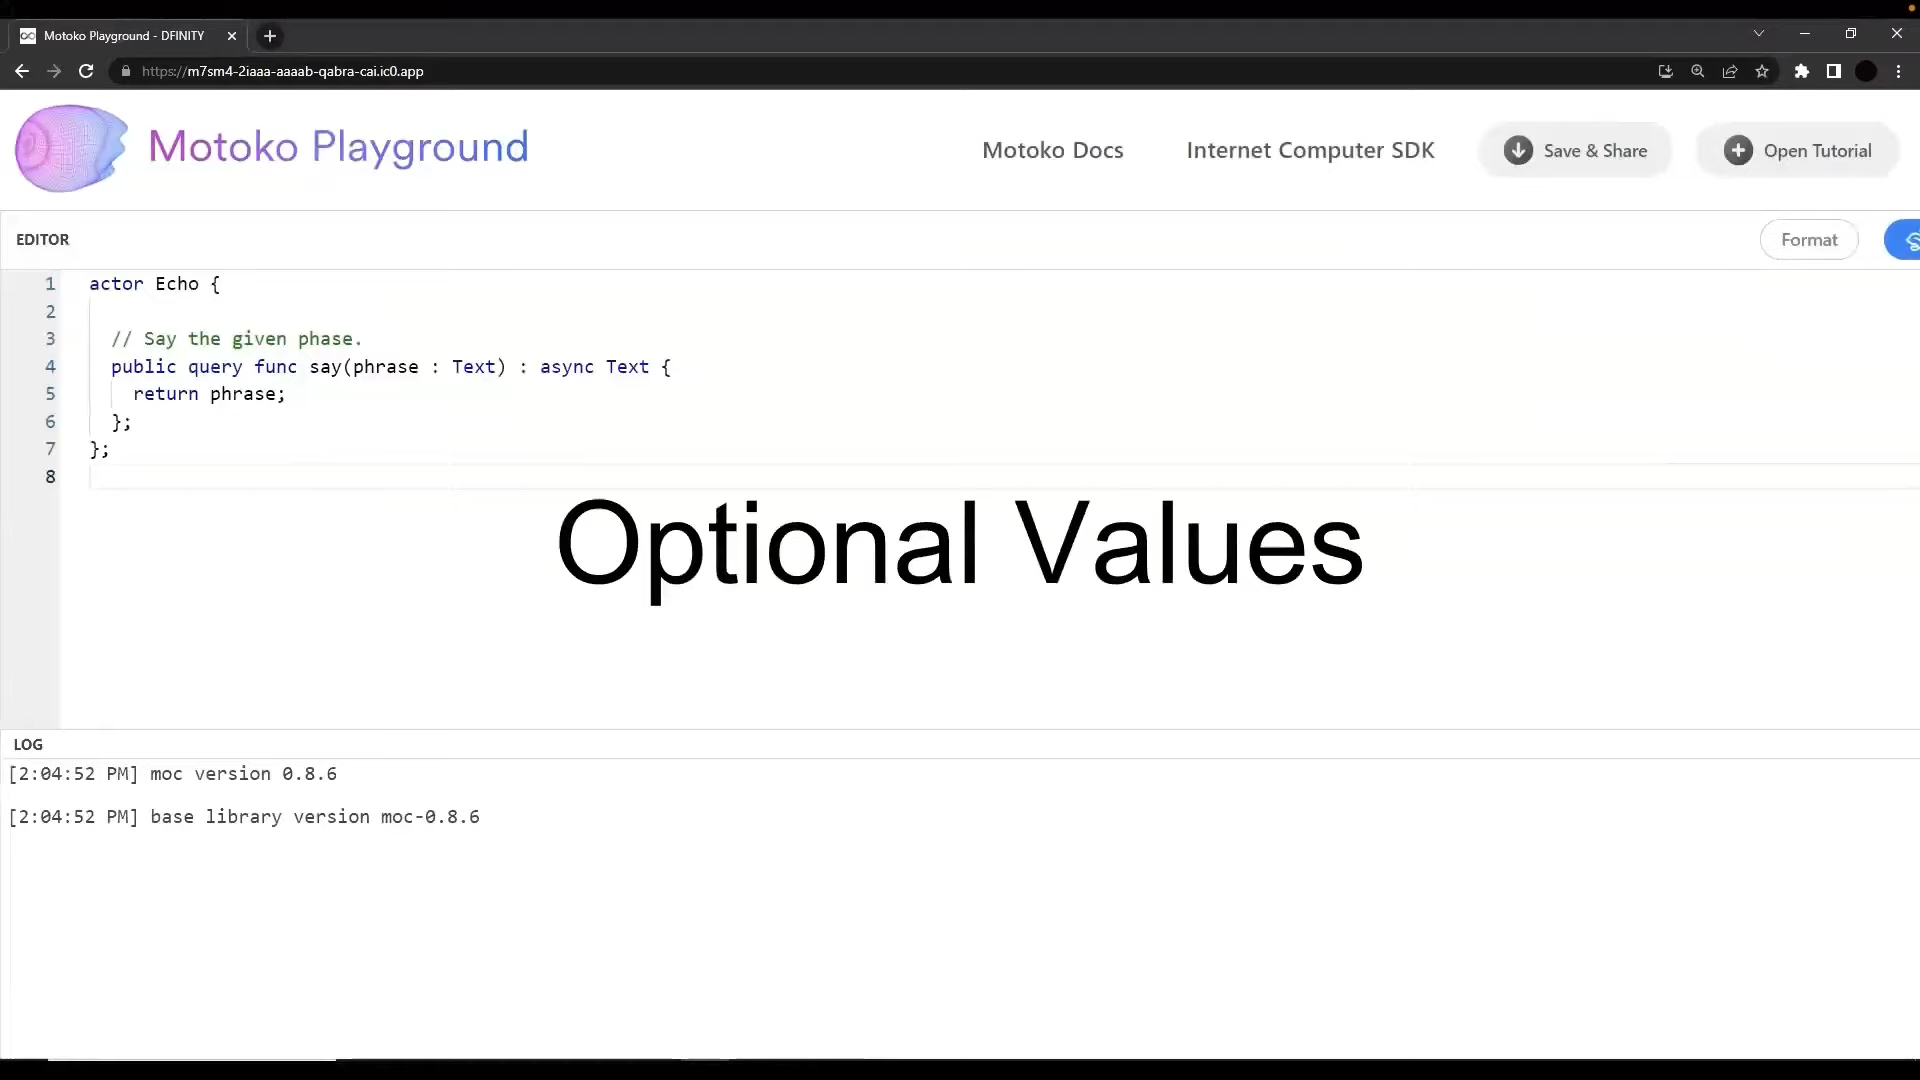 Motoko Playground - DFINITY
https://m7sm4-2iaaa-aaaab-qabra-cai.ic0.app
Motoko Playground
Motoko Docs
Internet Computer SDK
Save & Share
Open Tutorial
EDITOR
Format
1 actor Echo {
2
3 // Say the given phase.
4 public query func say(phrase : Text) : async Text {
5 return phrase;
6 };
7 };
8
Optional Values
LOG
[2:04:52 PM] moc version 0.8.6
[2:04:52 PM] base library version moc-0.8.6